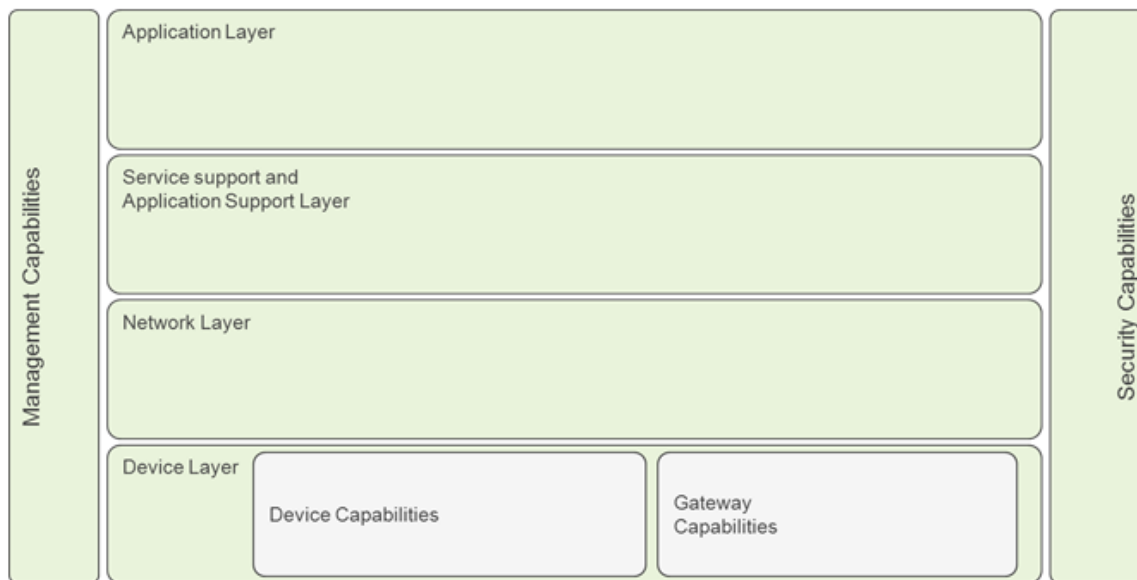 Management Capabilities
Application Layer
Service support and
Application Support Layer
Network Layer
Device Layer
Device Capabilities
Gateway
Capabilities
Security Capabilities